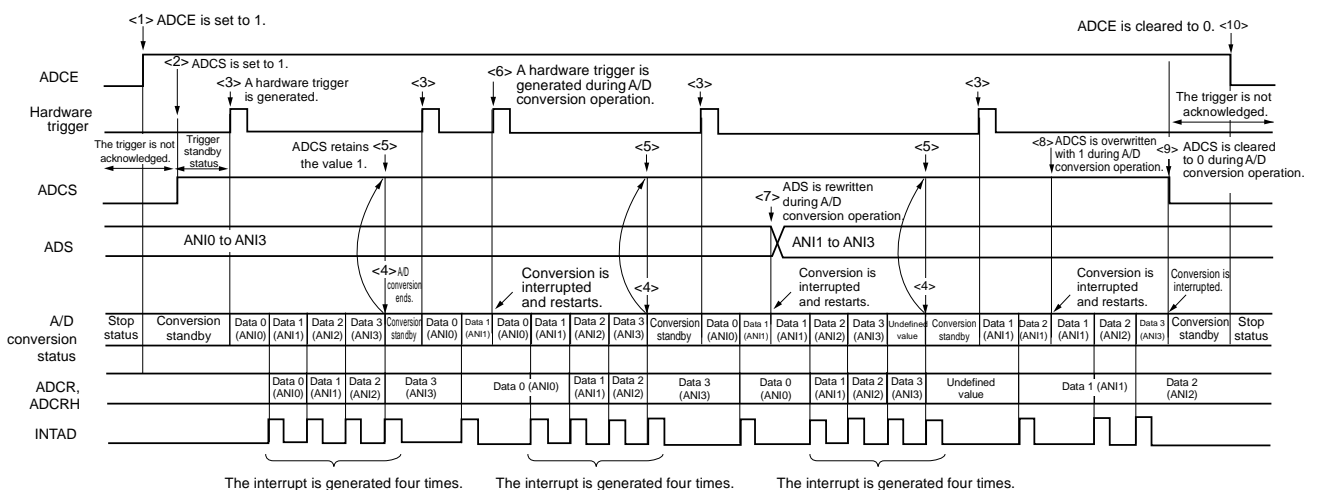 <1> ADCE is set to 1.
ADCE is cleared to 0. <10>
ADCE
<2> ADCS is set to 1.
<3> A hardware trigger
is generated.
<3>
<6> A hardware trigger is
generated during A/D
conversion operation.
<3>
<3>
The trigger is not
acknowledged.
Hardware
trigger
The trigger is not
acknowledged.
Trigger
standby
status
ADCS retains <5>
the value 1.
<5>
<5>
<8> ADCS is overwritten
with 1 during A/D
conversion operation.
<9> ADCS is cleared
to 0 during A/D
conversion operation.
ADCS
<7> ADS is rewritten
during A/D
conversion operation.
ADS
ANI0 to ANI3
ANI1 to ANI3
<4> A/D
conversion
ends.
Conversion is
interrupted
and restarts.
<4>
Conversion is
interrupted
and restarts.
<4>
Conversion is
interrupted
and restarts.
Conversion is
interrupted.
A/D
conversion
status
Stop
status
Conversion
standby
Data 0
(ANI0)
Data 1
(ANI1)
Data 2
(ANI2)
Data 3
(ANI3)
Conversion
standby
Data 0
(ANI0)
Data 1
(ANI1)
Data 0
(ANI0)
Data 1
(ANI1)
Data 2
(ANI2)
Data 3
(ANI3)
Conversion
standby
Data 0
(ANI0)
Data 1
(ANI1)
Data 1
(ANI1)
Data 2
(ANI2)
Data 3
(ANI3)
Undefined
value
Conversion
standby
Data 1
(ANI1)
Data 2
(ANI1)
Data 1
(ANI1)
Data 2
(ANI2)
Data 3
(ANI3)
Conversion
standby
Stop
status
ADCR,
ADCRH
Data 0
(ANI0)
Data 1
(ANI1)
Data 2
(ANI2)
Data 3
(ANI3)
Data 0 (ANI0)
Data 1
(ANI1)
Data 2
(ANI2)
Data 3
(ANI3)
Data 0
(ANI0)
Data 1
(ANI1)
Data 2
(ANI2)
Data 3
(ANI3)
Undefined
value
Data 1 (ANI1)
Data 2
(ANI2)
INTAD
The interrupt is generated four times.
The interrupt is generated four times.
The interrupt is generated four times.